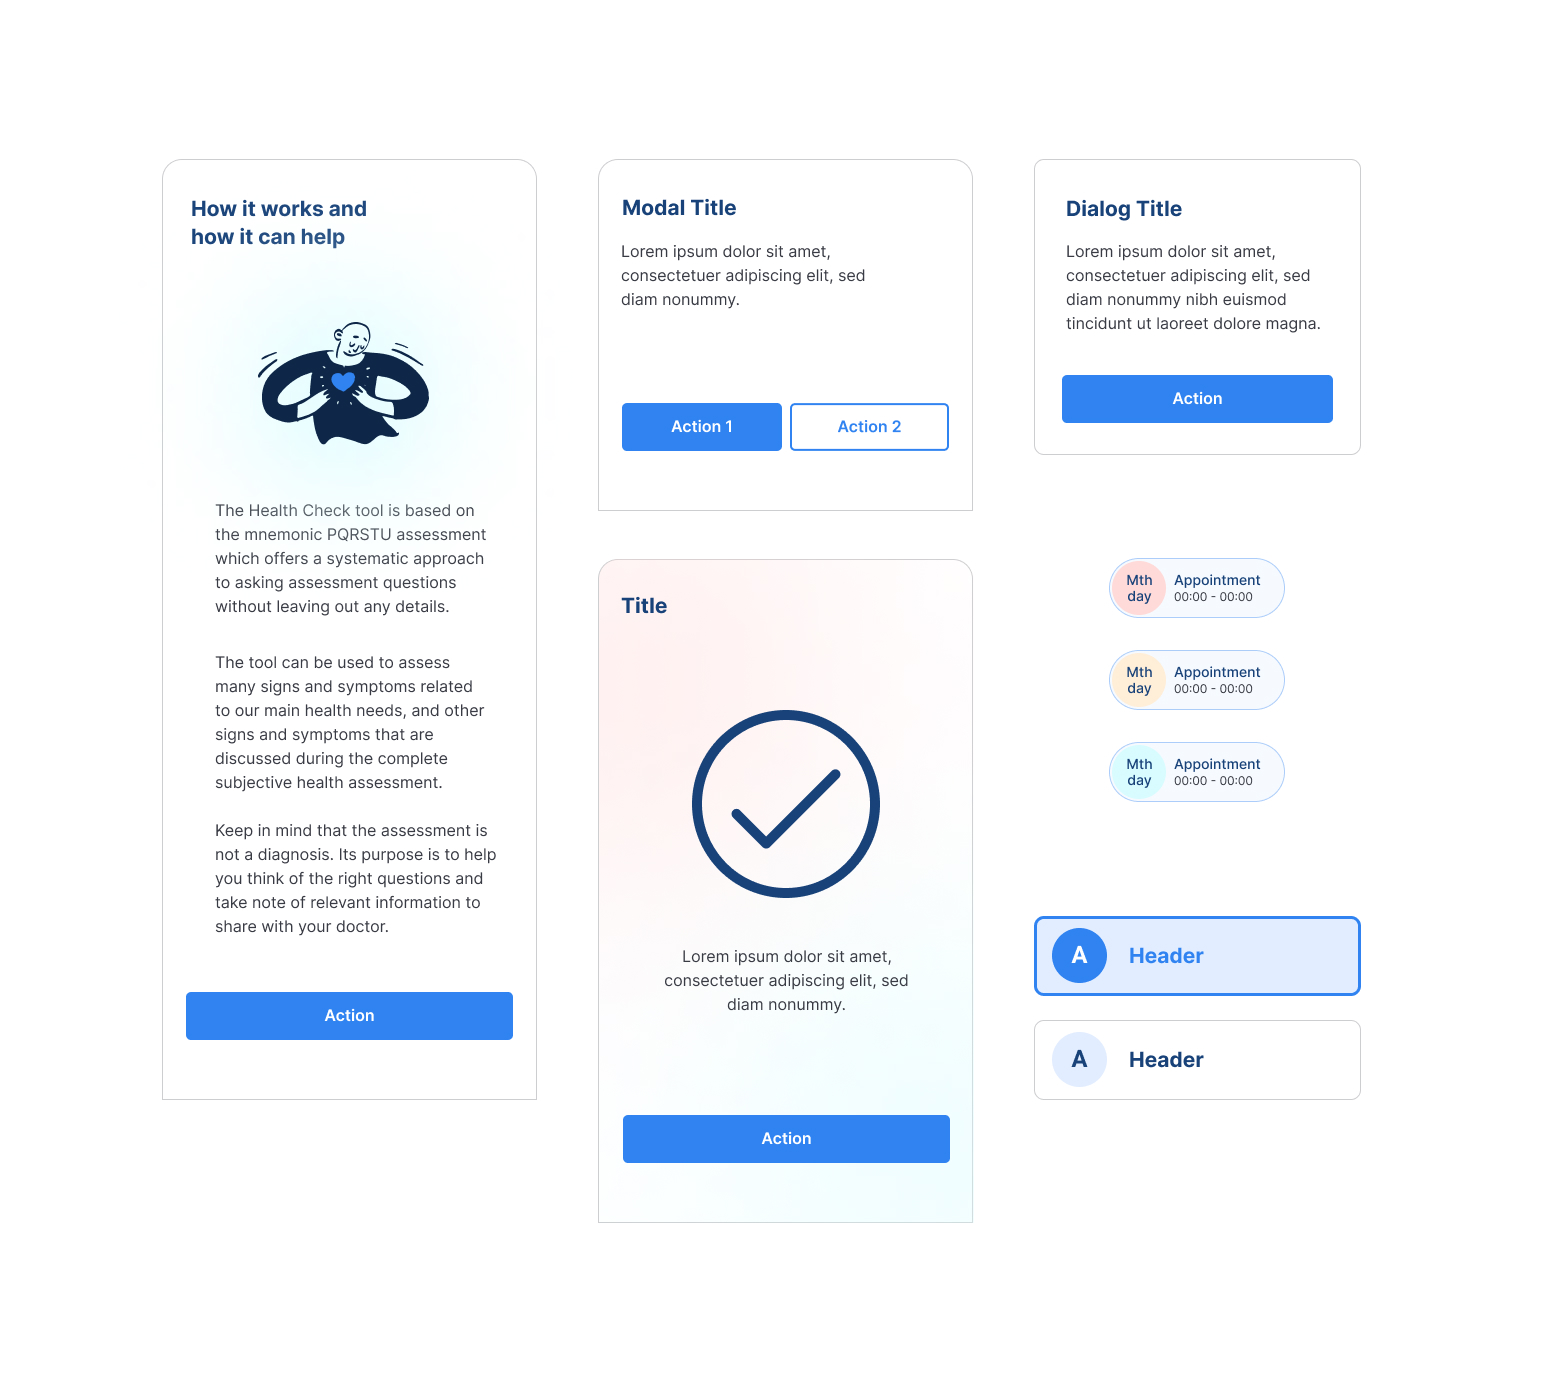 How it works and
how it can help
The Health Check tool is based on
the mnemonic PQRSTU assessment
which offers a systematic approach
to asking assessment questions
without leaving out any details.
The tool can be used to assess
many signs and symptoms related
to our main health needs, and other
signs and symptoms that are
discussed during the complete
subjective health assessment.
Keep in mind that the assessment is
not a diagnosis. Its purpose is to help
you think of the right questions and
take note of relevant information to
share with your doctor.
Action
Modal Title
Lorem ipsum dolor sit amet,
consectetuer adipiscing elit, sed
diam nonummy.
Action 1
Action 2
Title
Lorem ipsum dolor sit amet,
consectetuer adipiscing elit, sed
diam nonummy.
Action
Dialog Title
Lorem ipsum dolor sit amet,
consectetuer adipiscing elit, sed
diam nonummy nibh euismod
tincidunt ut laoreet dolore magna.
Action
Mth
day
Appointment
00:00 - 00:00
Mth
day
Appointment
00:00 - 00:00
Mth
day
Appointment
00:00 - 00:00
A
Header
A
Header